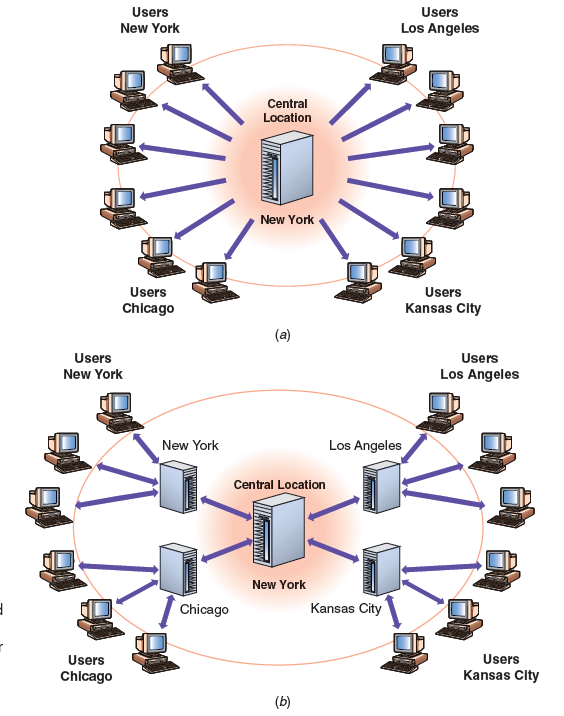 Users
New York
Users
Los Angeles
Central
Location
New York
Users
Chicago
Users
Kansas City
(a)
Users
New York
Users
Los Angeles
New York
Los Angeles
Central Location
New York
Chicago
Kansas City
d
r
Users
Chicago
Users
Kansas City
(b)